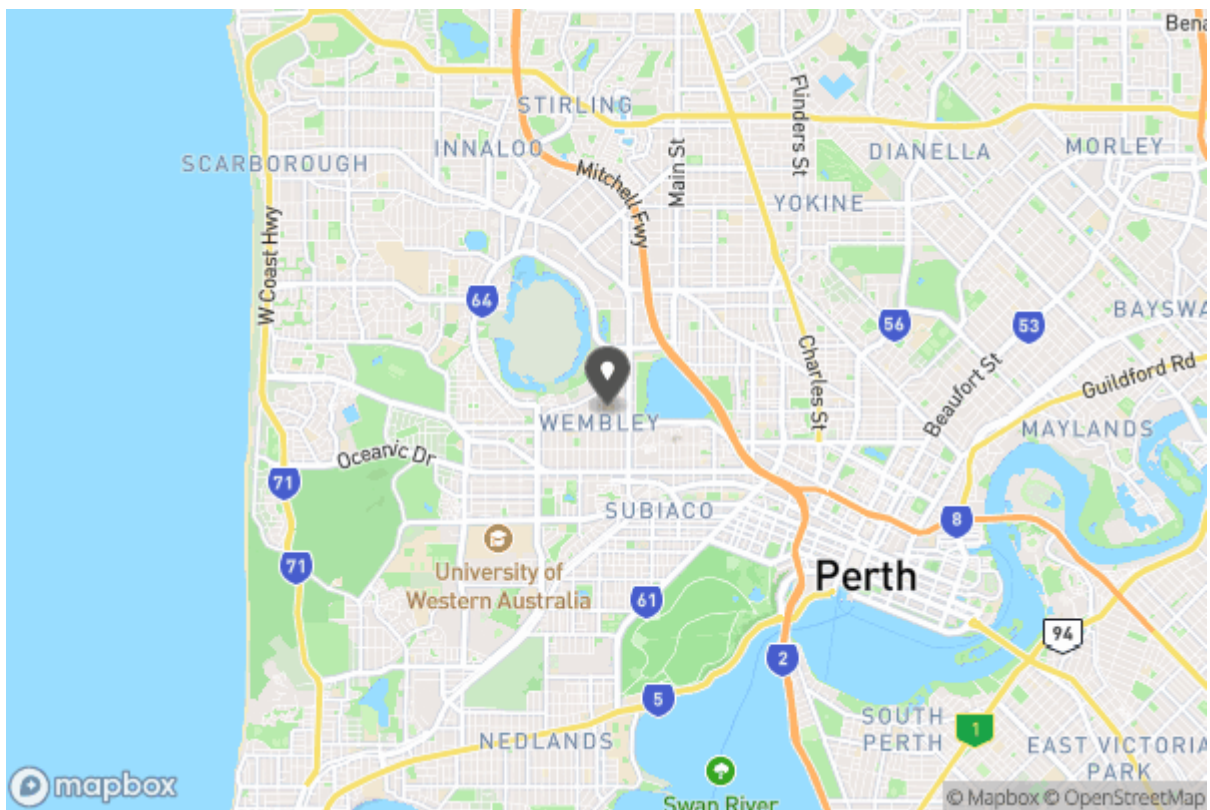 Bena
STIRLING
Flinders St
INNALOO
SCARBOROUGH
Main St
DIANELLA
MORLEY
Mitchell Fwy
YOKINE
W Coast Hwy
64
56
53
BAYSWA
Charles St
Beaufort St
Guildford Rd
WEMBLEY
MAYLANDS
Oceanic Dr
71
SUBIACO
8
71
University of
Western Australia
Perth
61
94
2
5
SOUTH
PERTH
1
NEDLANDS
EAST VICTORIA
PARK
Swan River
mapbox
© Mapbox © OpenStreetMap